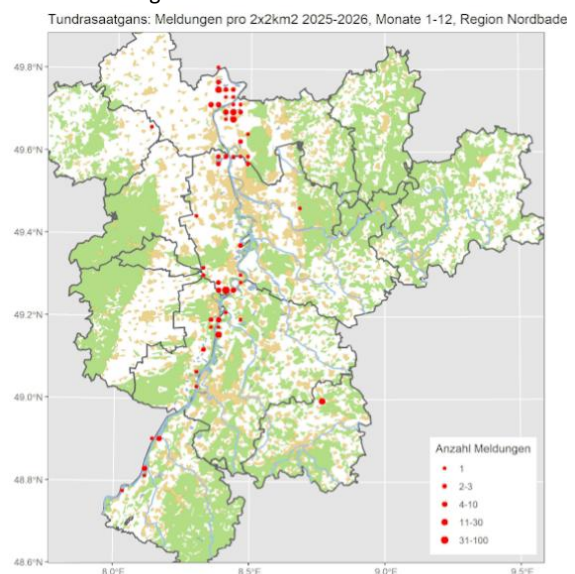 Tundrasaatgans: Meldungen pro 2x2km2 2025-2026, Monate 1-12, Region Nordbade
49.8°N
49.6°N
49.4°N
49.2°N
49.0°N
48.8°N
48.6°N
Anzahl Meldungen
1
2-3
4-10
11-30
31-100
8.0°E
8.5°E
9.0°E
9.5°E